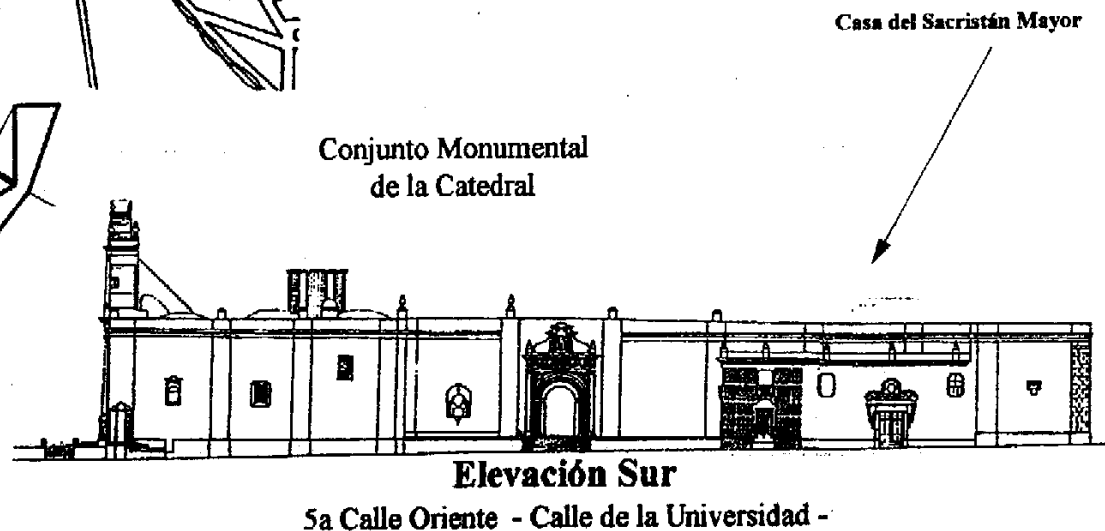 Casa del Sacristán Mayor
Conjunto Monumental
de la Catedral
Elevación Sur
5a Calle Oriente - Calle de la Universidad -